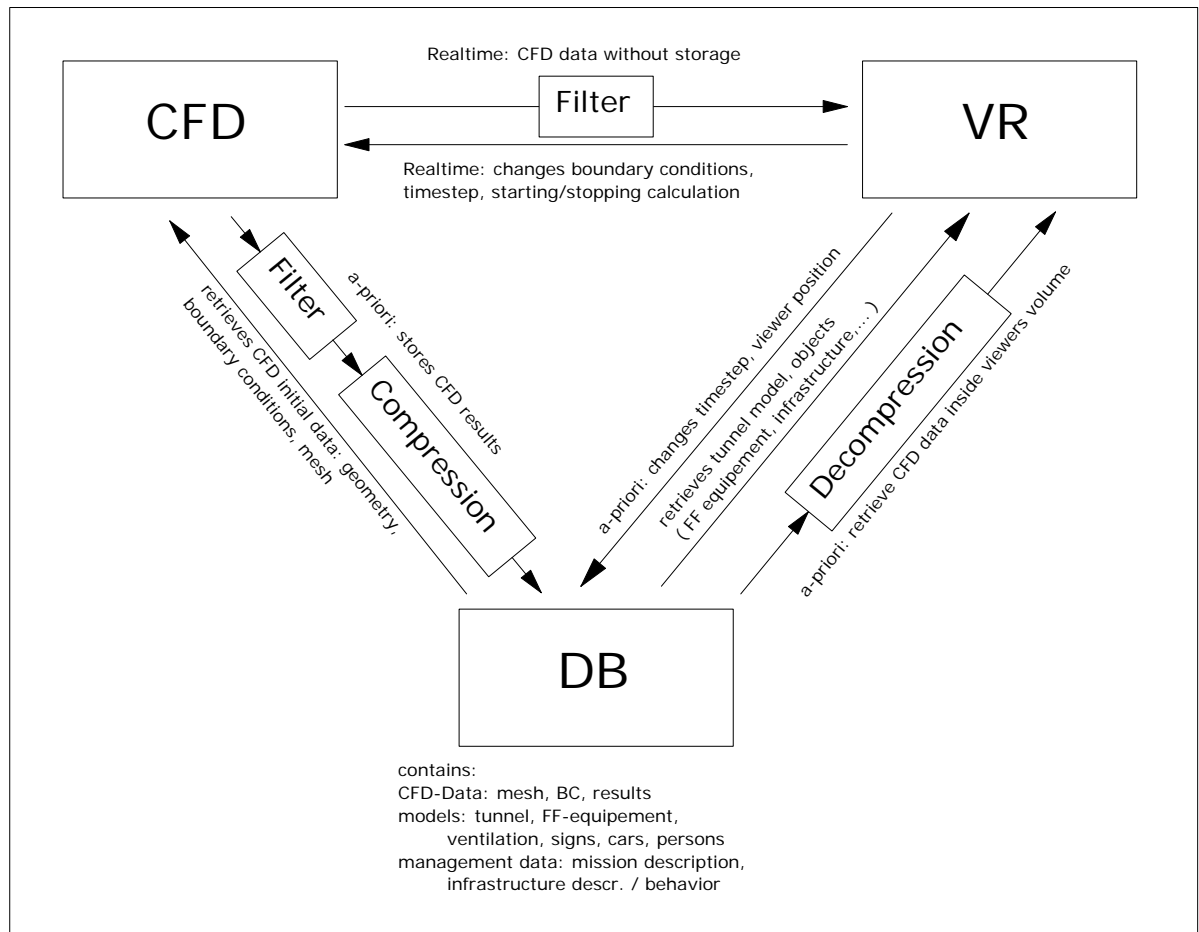 Realtime: CFD data without storage
CFD
Filter
VR
Realtime: changes boundary conditions,
timestep, starting/stopping calculation
retrieves CFD Initial data: geometry,
boundary conditions, mesh
Filter
a-priori: stores CFD results
Compression
a-priori: changes timestep, viewer position
retrieves tunnel model, objects
( FF equipement, infrastructure,... )
Decompression
a-priori: retrieve CFD data inside viewers volume
DB
contains:
CFD-Data: mesh, BC, results
models: tunnel, FF-equipement,
ventilation, signs, cars, persons
management data: mission description,
infrastructure descr. / behavior